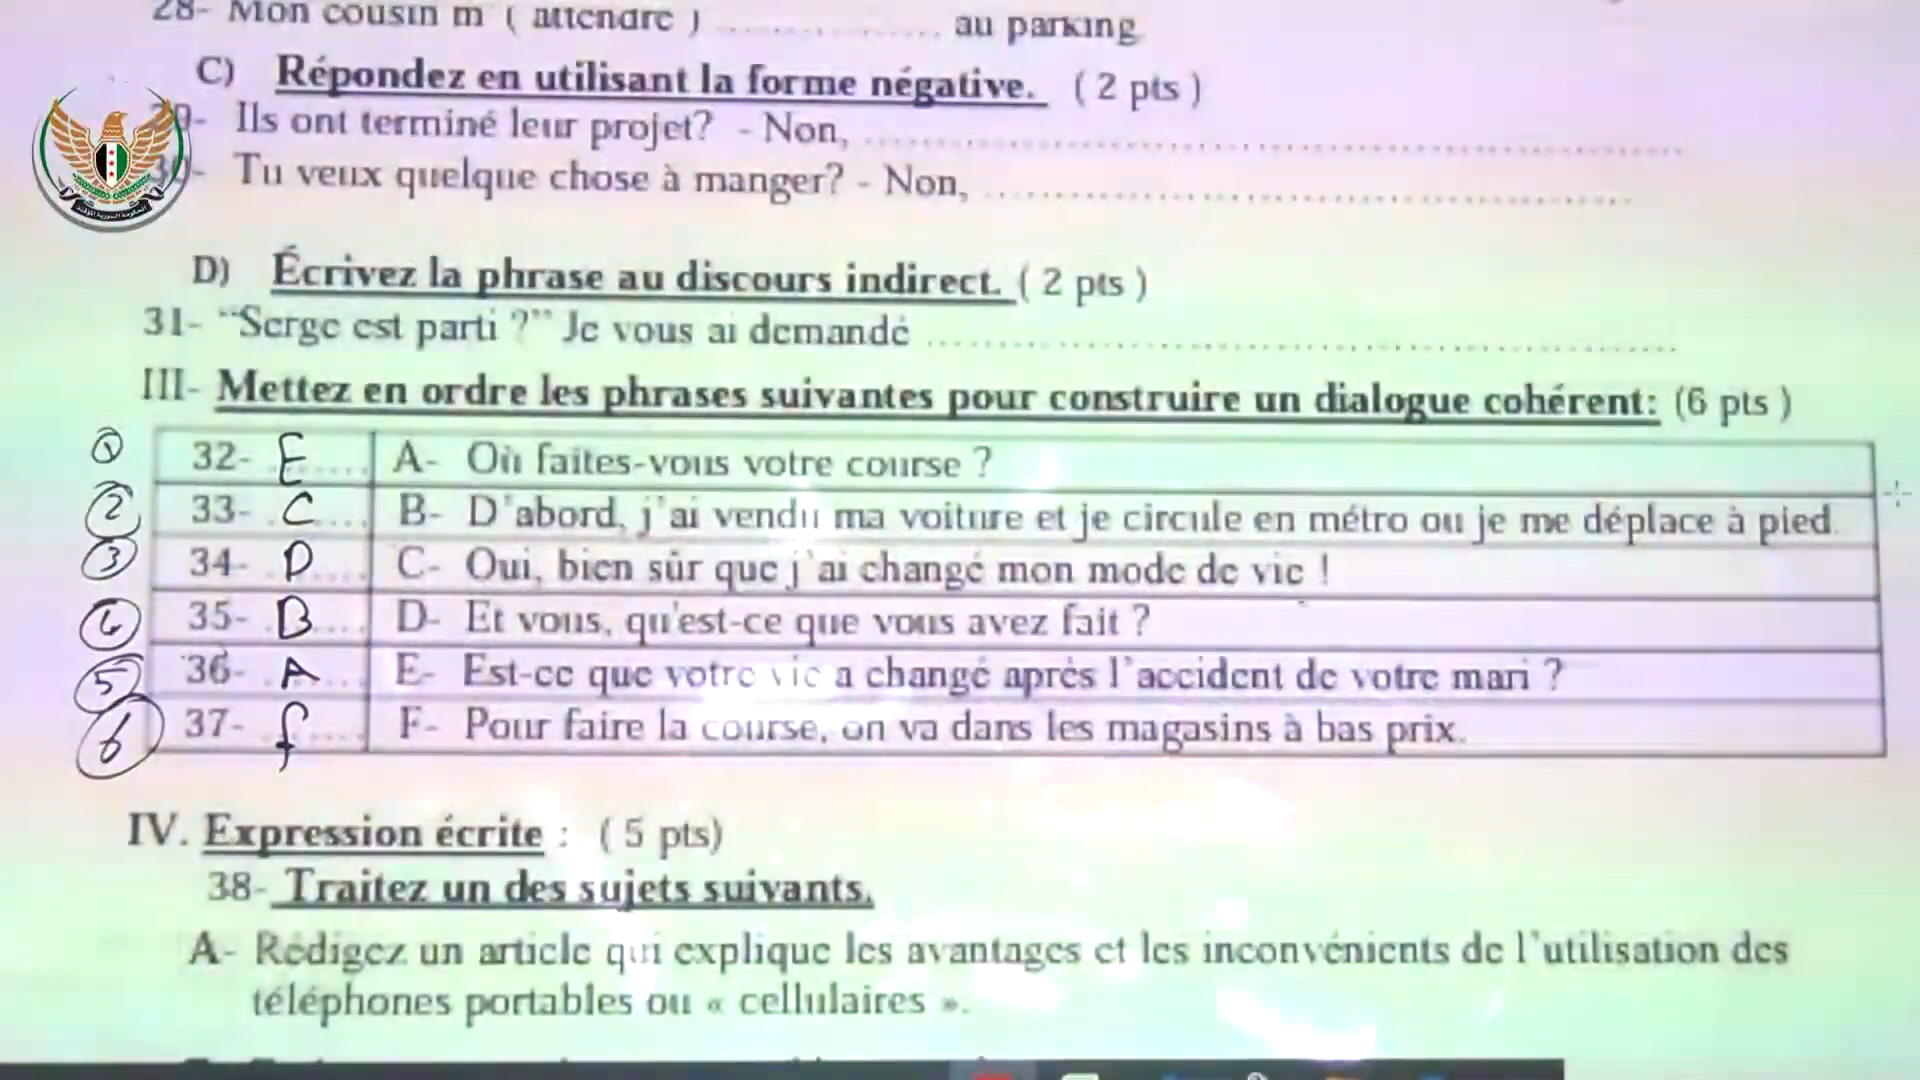 28- Mon cousin m' ( attendre ) .................. au parking
C) Répondez en utilisant la forme négative. ( 2 pts )
29- Ils ont terminé leur projet? - Non, ..................
30- Tu veux quelque chose à manger? - Non, ..................
D) Écrivez la phrase au discours indirect. ( 2 pts )
31- "Serge est parti ?" Je vous ai demandé ..................
III- Mettez en ordre les phrases suivantes pour construire un dialogue cohérent: (6 pts )
1 32- E A- Où faites-vous votre course ?
2 33- C B- D'abord, j'ai vendu ma voiture et je circule en métro ou je me déplace à pied.
3 34- D C- Oui, bien sûr que j'ai changé mon mode de vie !
4 35- B D- Et vous, qu'est-ce que vous avez fait ?
5 36- A E- Est-ce que votre vie a changé après l'accident de votre mari ?
6 37- f F- Pour faire la course, on va dans les magasins à bas prix.
IV. Expression écrite : ( 5 pts)
38- Traitez un des sujets suivants.
A- Rédigez un article qui explique les avantages et les inconvénients de l'utilisation des
téléphones portables ou « cellulaires ».